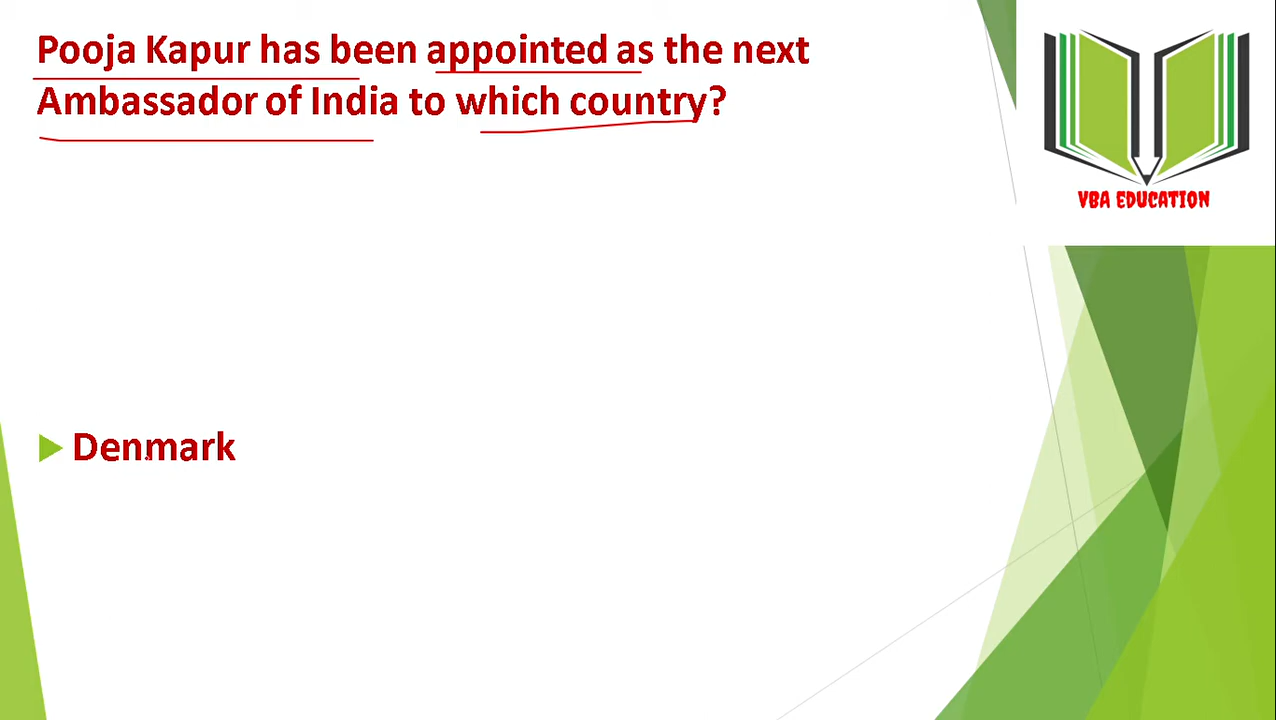 Pooja Kapur has been appointed as the next
Ambassador of India to which country?
VBA EDUCATION
Denmark